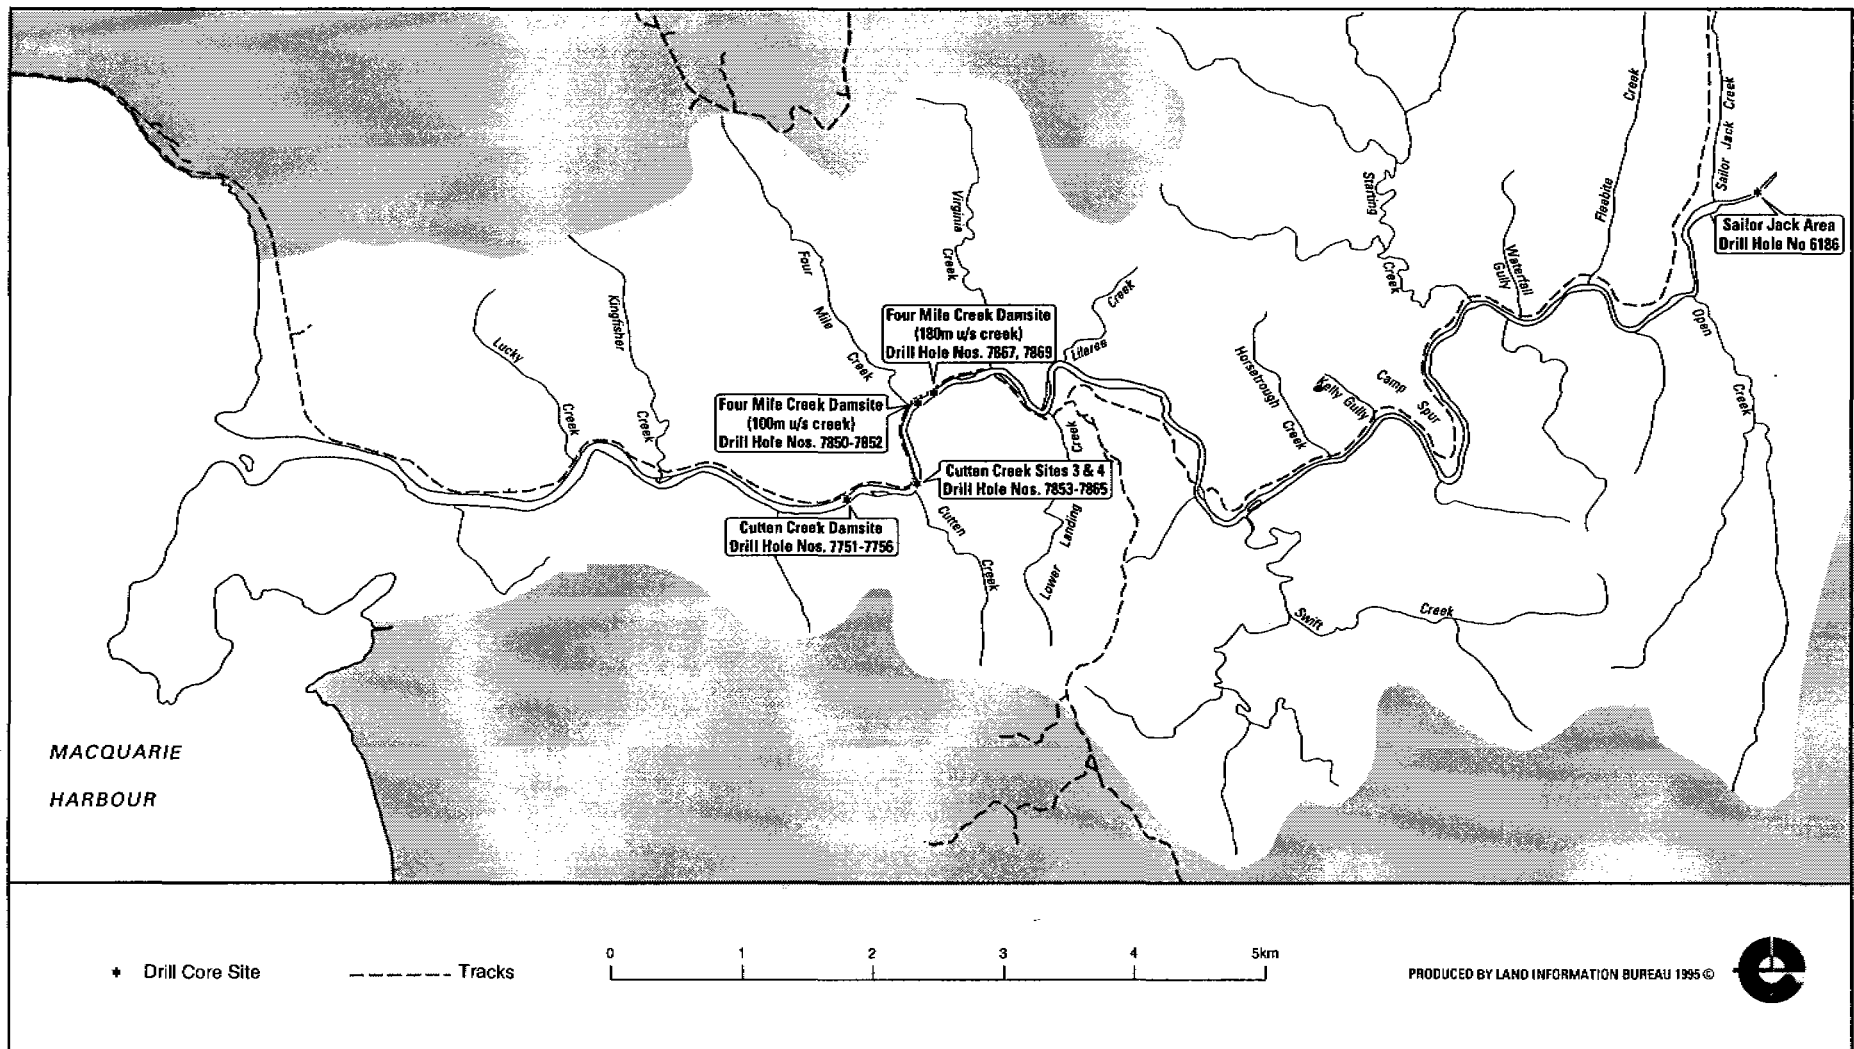 Creek
Fleabite
Sailor Jack Creek
Staring
Creek
Virginia
Creek
Sailor Jack Area
Drill Hole No 6186
Waterfall
Gully
Four
Mile
Creek
Kingfisher
Creek
Lucky
Creek
Four Mile Creek Damsite
(180m u/s creek)
Drill Hole Nos. 7867, 7869
Creek
Open
Creek
Horsetrough
Creek
Kelly Gully
Camp
Spur
Four Mile Creek Damsite
(100m u/s creek)
Drill Hole Nos. 7850-7852
Creek
Landing
Lower
Cutten Creek Sites 3 & 4
Drill Hole Nos. 7853-7865
Cutten Creek Damsite
Drill Hole Nos. 7751-7756
Cutten
Creek
Swift
Creek
MACQUARIE
HARBOUR
Drill Core Site
Tracks
0 1 2 3 4 5km
PRODUCED BY LAND INFORMATION BUREAU 1995 ©